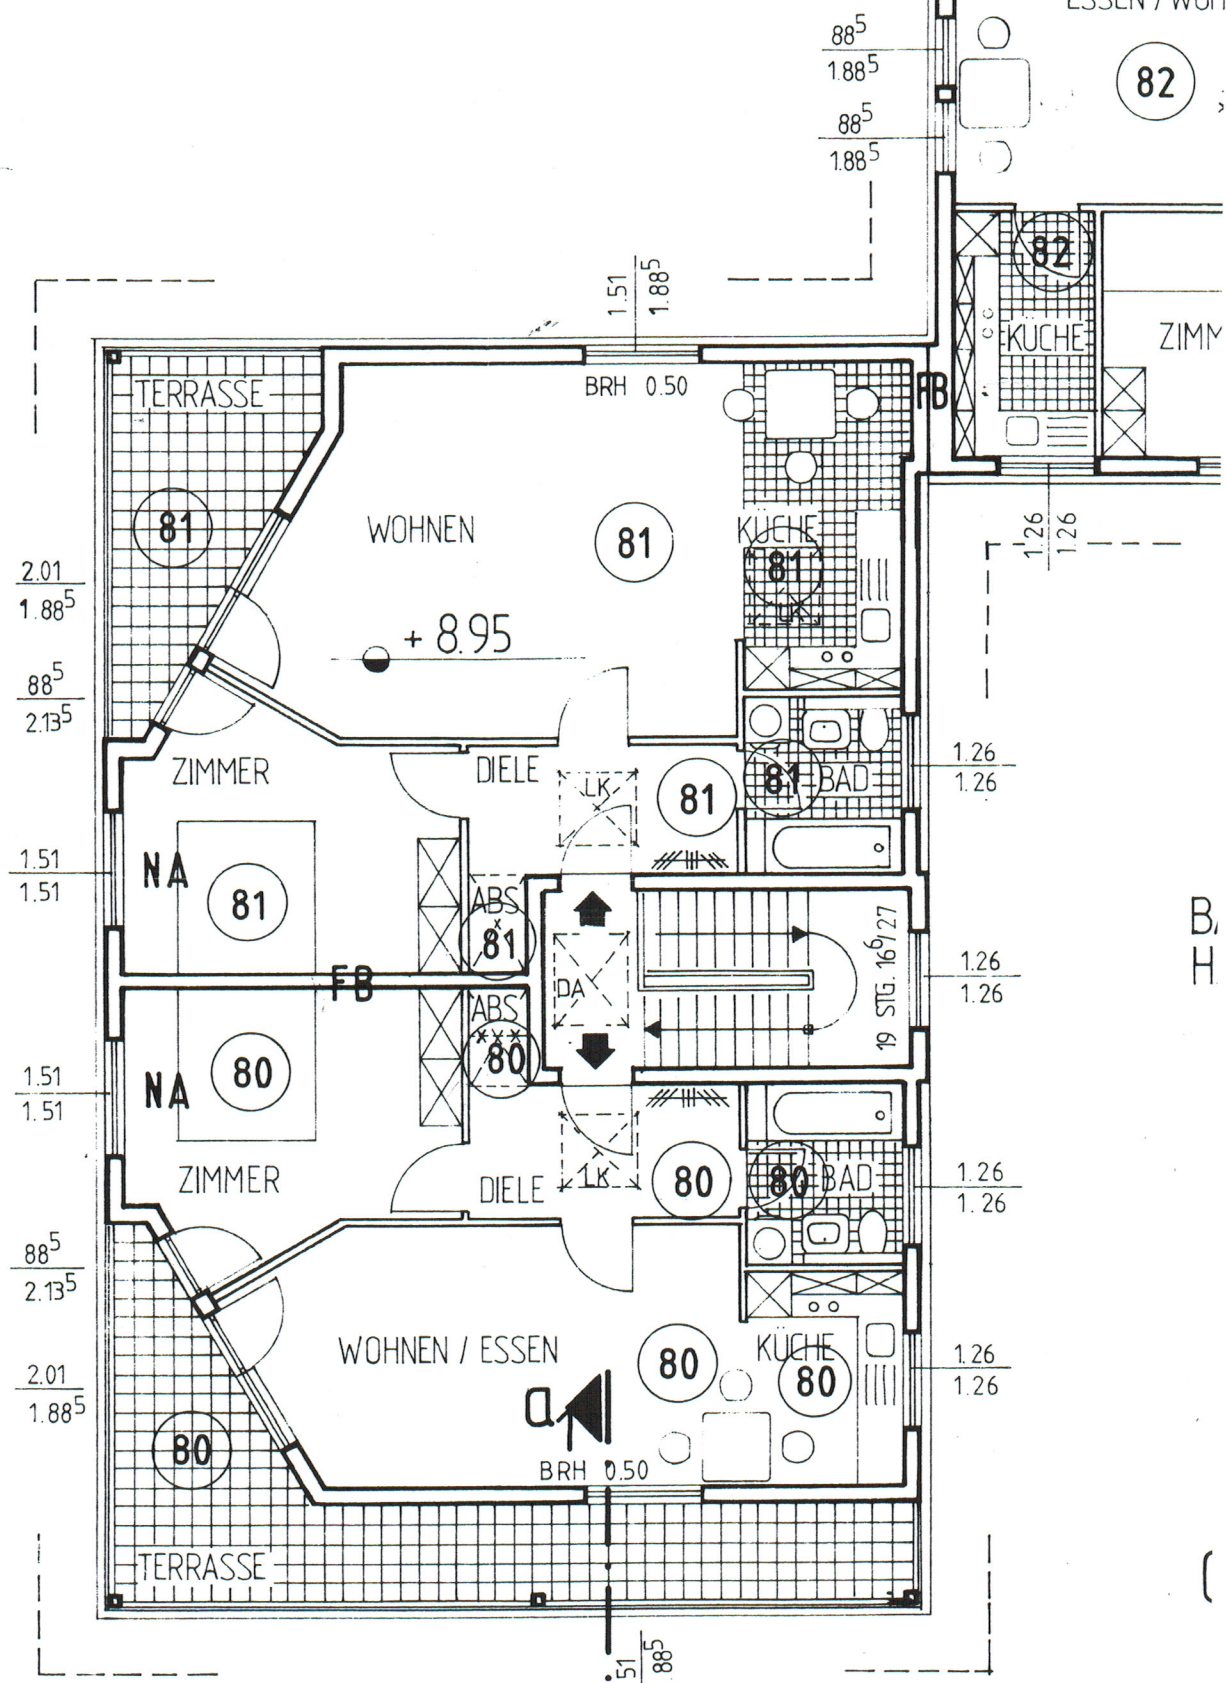 ESSEN / WOH
88⁵
1.88⁵
82
88⁵
1.88⁵
82
1.51
1.88⁵
KÜCHE
ZIMM
BRH 0.50
FB
TERRASSE
81
WOHNEN
81
KÜCHE
81
LK
1.26
1.26
2.01
1.88⁵
+ 8.95
88⁵
2.13⁵
ZIMMER
DIELE
LK
81
81
BAD
1.26
1.26
1.51
1.51
NA
81
ABS
81
19 STG. 16⁶/27
DA
1.26
1.26
FB
ABS
80
1.51
1.51
NA
80
ZIMMER
DIELE
LK
80
80
BAD
1.26
1.26
88⁵
2.13⁵
WOHNEN / ESSEN
80
KÜCHE
80
1.26
1.26
2.01
1.88⁵
a
80
BRH 0.50
TERRASSE
51
88⁵